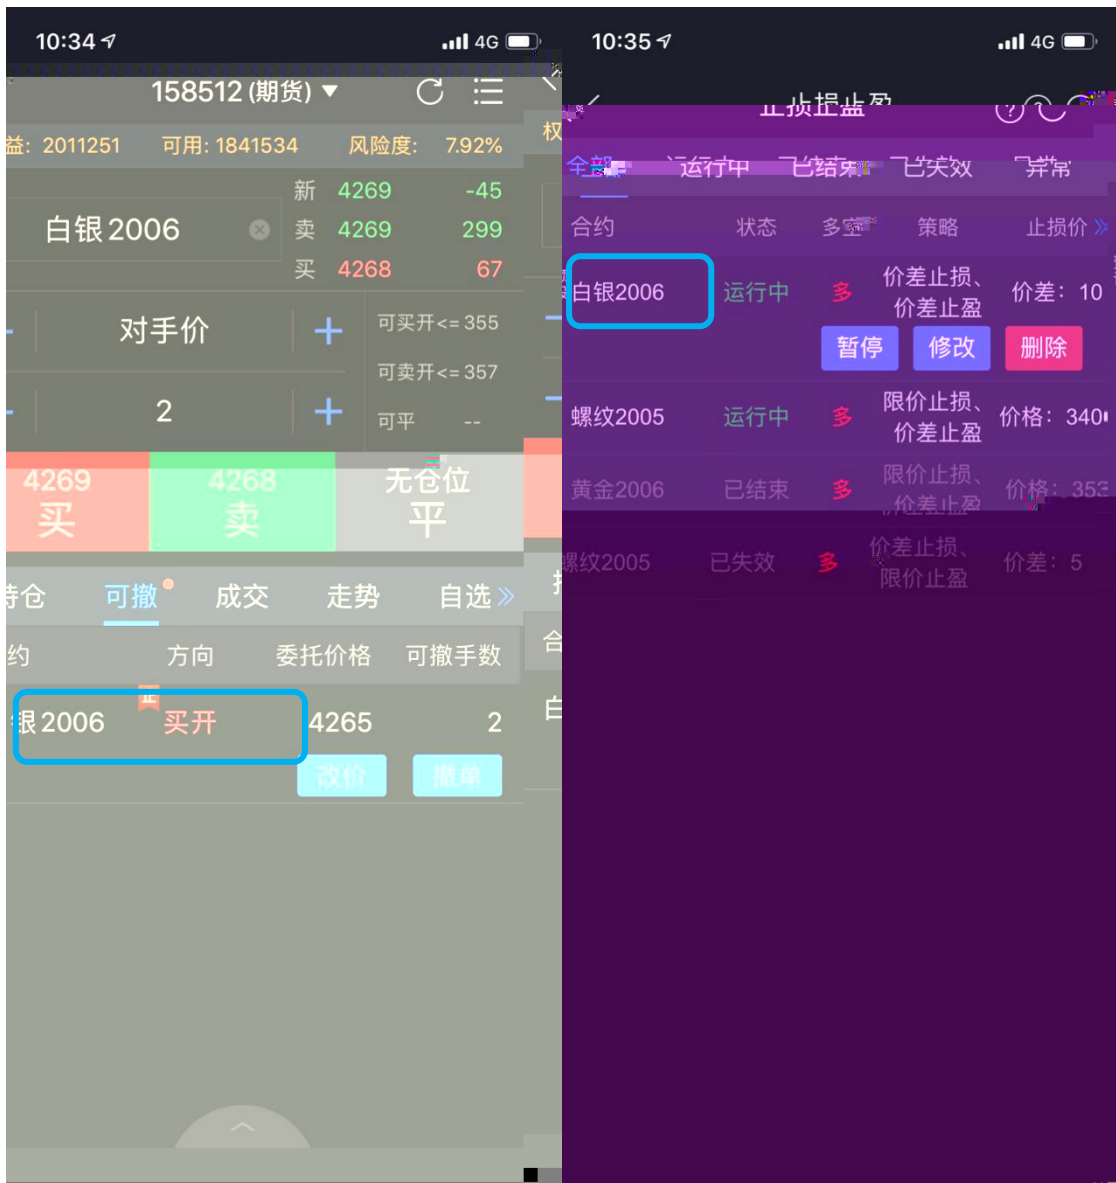 10:34
4G
158512 (期货)
益: 2011251 可用: 1841534 风险度: 7.92%
白银2006
新 4269 -45
卖 4269 299
买 4268 67
对手价
可买开<=355
可卖开<=357
2
可平 --
4269
买
4268
卖
无仓位
平
持仓 可撤 成交 走势 自选
约 方向 委托价格 可撤手数
银2006 买开 4265 2
改价 撤单
10:35
4G
权
止损止盈
全部 运行中 已结束 已失效 异常
合约 状态 多空 策略 止损价
白银2006 运行中 多 价差止损、 价差: 10
价差止盈
暂停 修改 删除
螺纹2005 运行中 多 限价止损、 价格: 340
价差止盈
黄金2006 已结束 多 限价止损、 价格: 353
价差止盈
螺纹2005 已失效 多 价差止损、 价差: 5
限价止盈